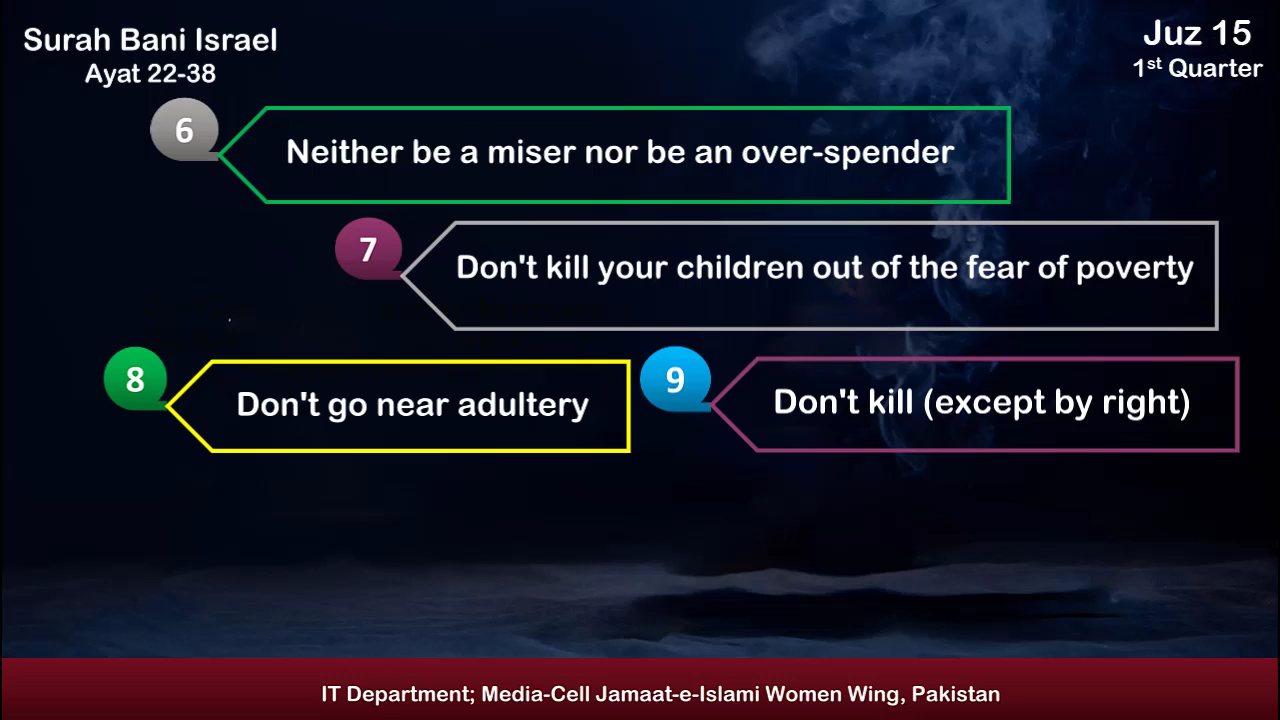 Surah Bani Israel
Ayat 22-38
Juz 15
1st Quarter
6
Neither be a miser nor be an over-spender
7
Don't kill your children out of the fear of poverty
8
Don't go near adultery
9
Don't kill (except by right)
IT Department; Media-Cell Jamaat-e-Islami Women Wing, Pakistan